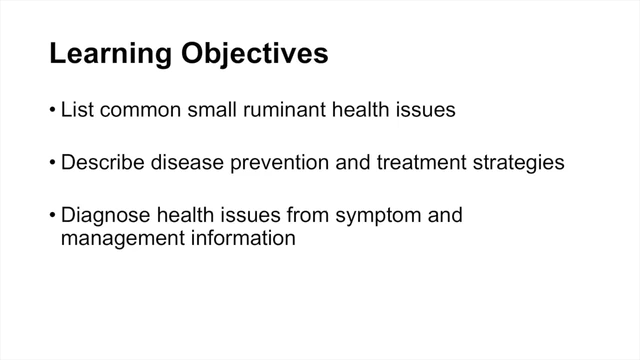 Learning Objectives
• List common small ruminant health issues
• Describe disease prevention and treatment strategies
• Diagnose health issues from symptom and
management information